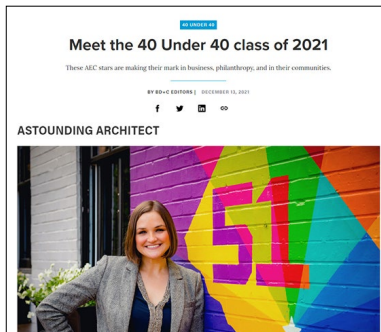 40 UNDER 40
Meet the 40 Under 40 class of 2021
These AEC stars are making their mark in business, philanthropy, and in their communities.
BY BD+C EDITORS | DECEMBER 13, 2021
ASTOUNDING ARCHITECT
51